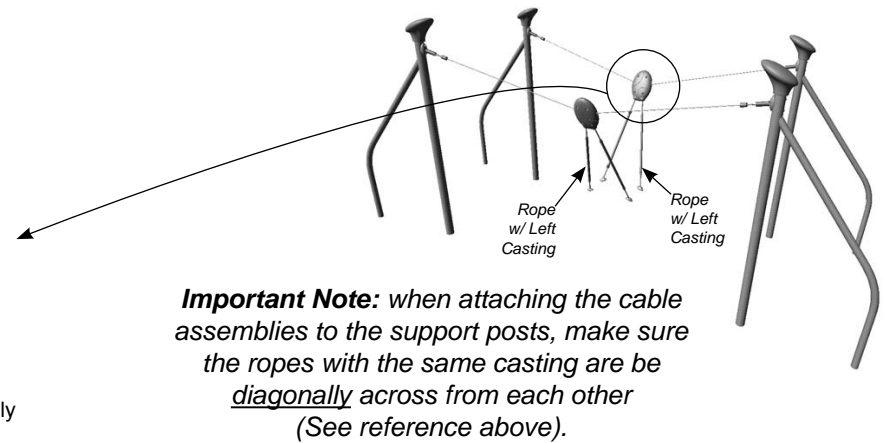 Rope
w/ Left
Casting
Rope
w/ Left
Casting
Important Note: when attaching the cable
assemblies to the support posts, make sure
the ropes with the same casting are be
diagonally across from each other
(See reference above).
ly